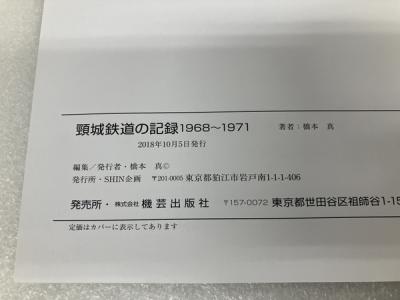 頸城鉄道の記録1968～1971 著者：橋本 真
2018年10月5日発行
編集／発行者・橋本 真©
発行所・SHIN企画 〒201-0005 東京都狛江市岩戸南1-1-1-406
発売所・株式会社 機芸出版社 〒157-0072 東京都世田谷区祖師谷1-15
定価はカバーに表示してあります